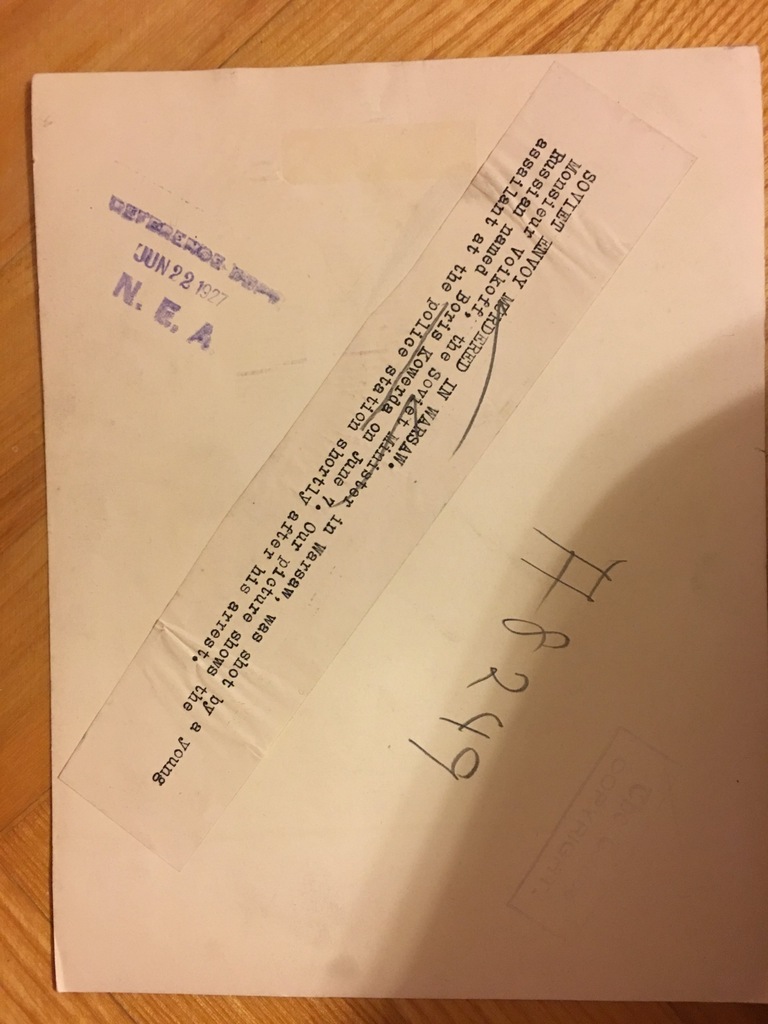 SOVIET ENVOY MURDERED IN WARSAW.
Monsieur Voikoff, the Soviet Minister in Warsaw, was shot by a young
Russian named Boris Kowerda on June 7. Our picture shows the
assailant at the police station shortly after his arrest.
REFERENCE DEPT
JUN 22 1927
N. E. A
#8249
COPYRIGHT.